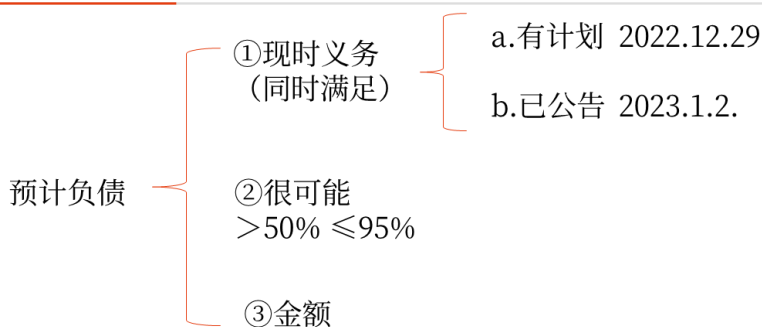 ①现时义务
（同时满足）
a.有计划 2022.12.29
b.已公告 2023.1.2.
预计负债
②很可能
＞50% ≤95%
③金额